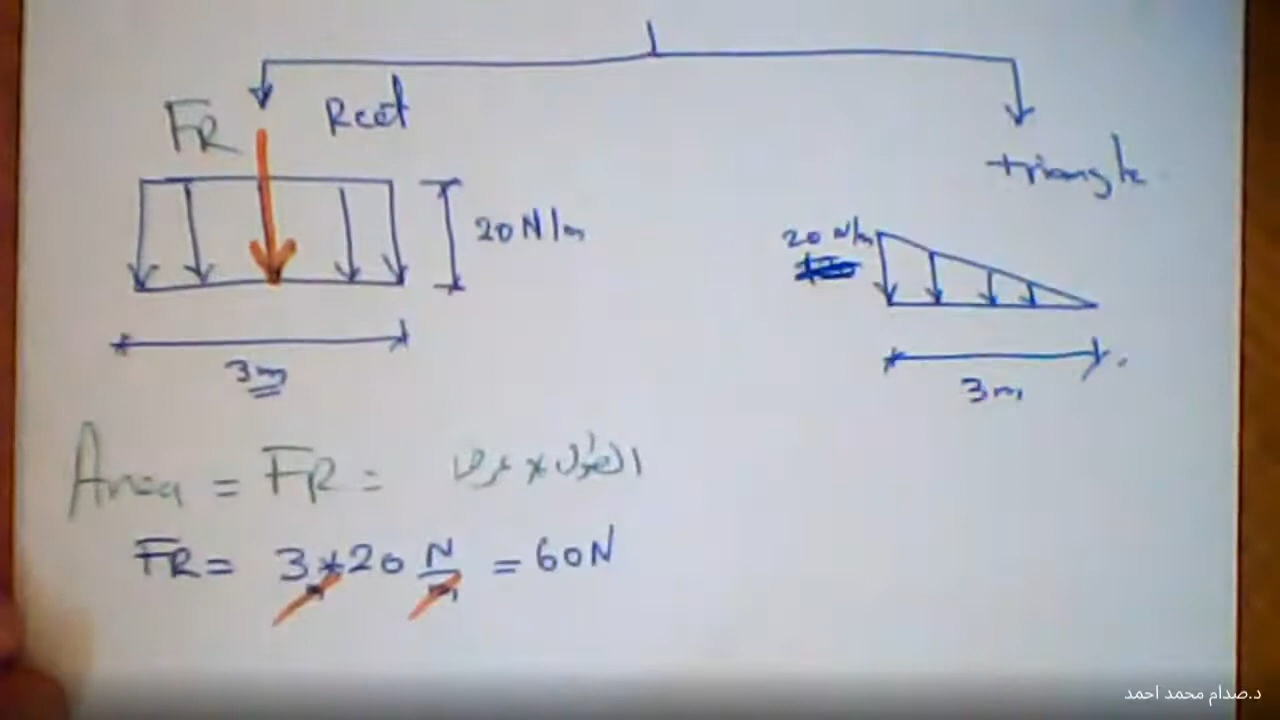 FR Rect
triangle
20 N/m
20 N/m
3m
3m
Area = FR = الطول * عرض
FR = 3 * 20 N/m = 60N
د.صدام محمد احمد